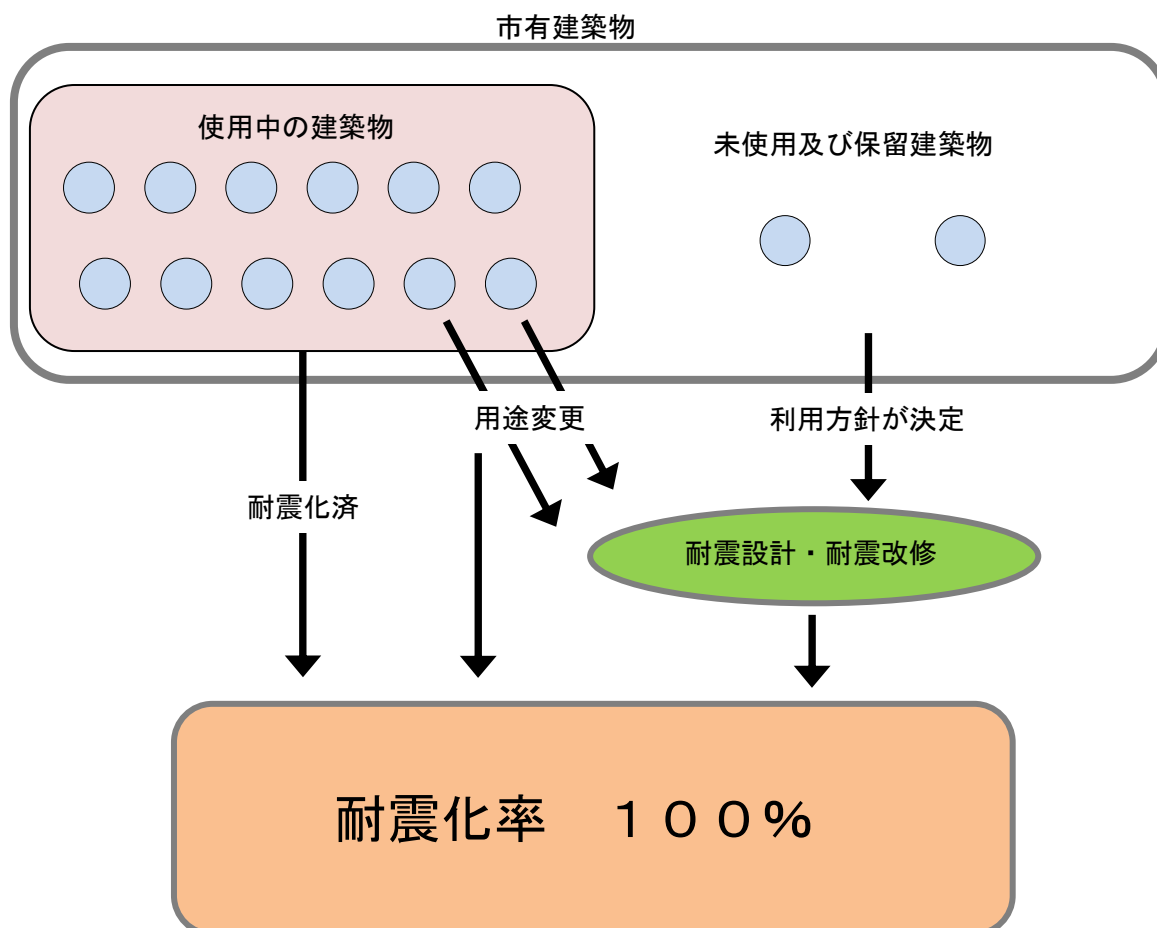 市有建築物
使用中の建築物
未使用及び保留建築物
用途変更
利用方針が決定
耐震化済
耐震設計・耐震改修
耐震化率　１００％